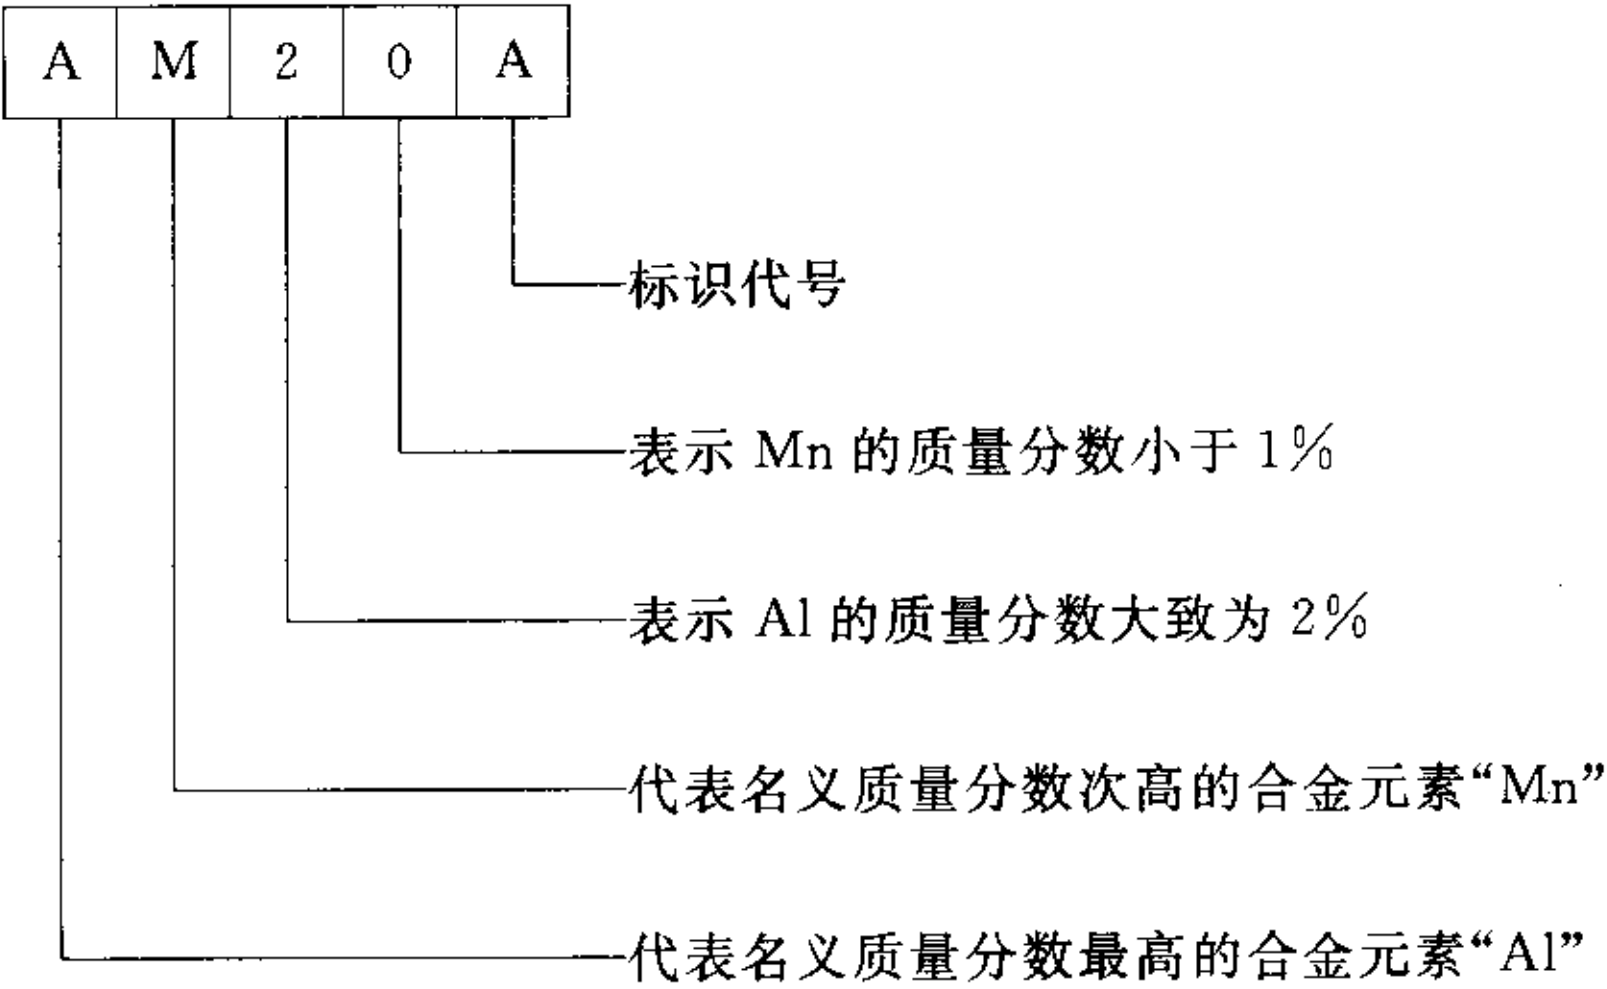 A M 2 0 A
标识代号
表示 Mn 的质量分数小于 1%
表示 Al 的质量分数大致为 2%
代表名义质量分数次高的合金元素“Mn”
代表名义质量分数最高的合金元素“Al”